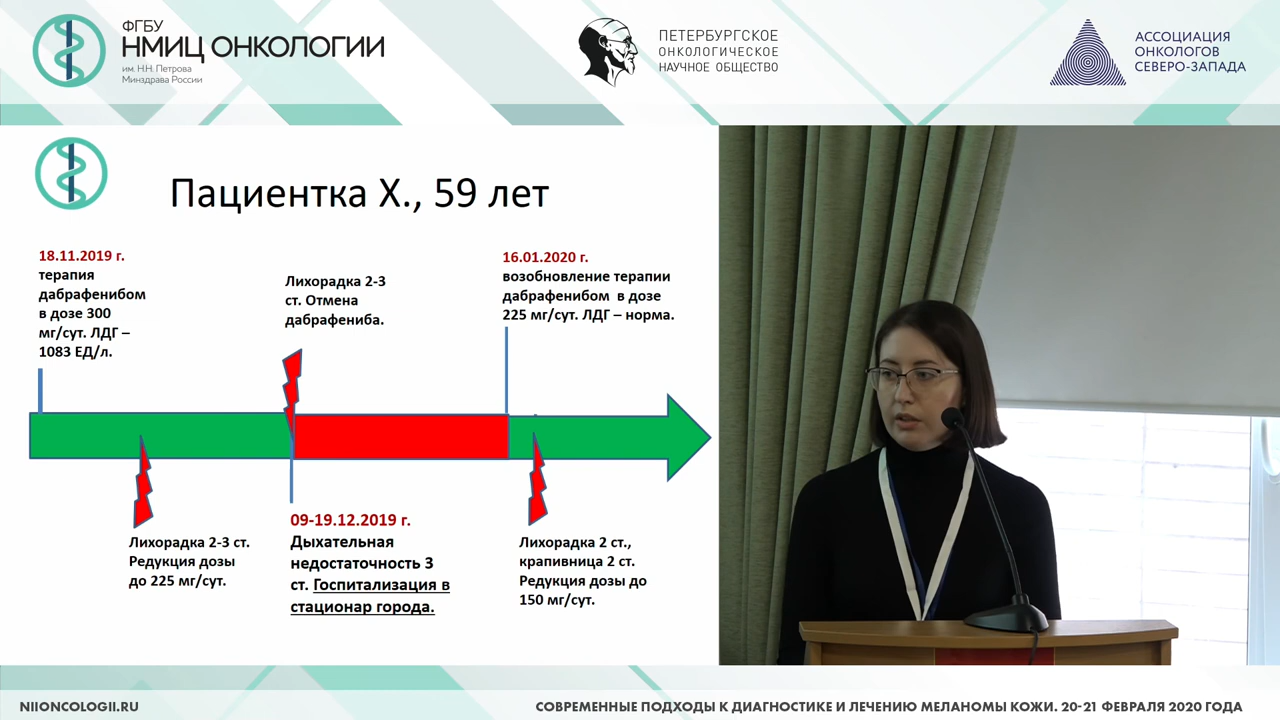 ФГБУ
НМИЦ ОНКОЛОГИИ
им. Н.Н. Петрова
Минздрава России
ПЕТЕРБУРГСКОЕ
ОНКОЛОГИЧЕСКОЕ
НАУЧНОЕ ОБЩЕСТВО
АССОЦИАЦИЯ
ОНКОЛОГОВ
СЕВЕРО-ЗАПАДА
Пациентка Х., 59 лет
18.11.2019 г.
терапия
дабрафенибом
в дозе 300
мг/сут. ЛДГ –
1083 ЕД/л.
Лихорадка 2-3
ст. Отмена
дабрафениба.
16.01.2020 г.
возобновление терапии
дабрафенибом в дозе
225 мг/сут. ЛДГ – норма.
Лихорадка 2-3 ст.
Редукция дозы
до 225 мг/сут.
09-19.12.2019 г.
Дыхательная
недостаточность 3
ст. Госпитализация в
стационар города.
Лихорадка 2 ст.,
крапивница 2 ст.
Редукция дозы до
150 мг/сут.
NIIONCOLOGII.RU
СОВРЕМЕННЫЕ ПОДХОДЫ К ДИАГНОСТИКЕ И ЛЕЧЕНИЮ МЕЛАНОМЫ КОЖИ. 20-21 ФЕВРАЛЯ 2020 ГОДА